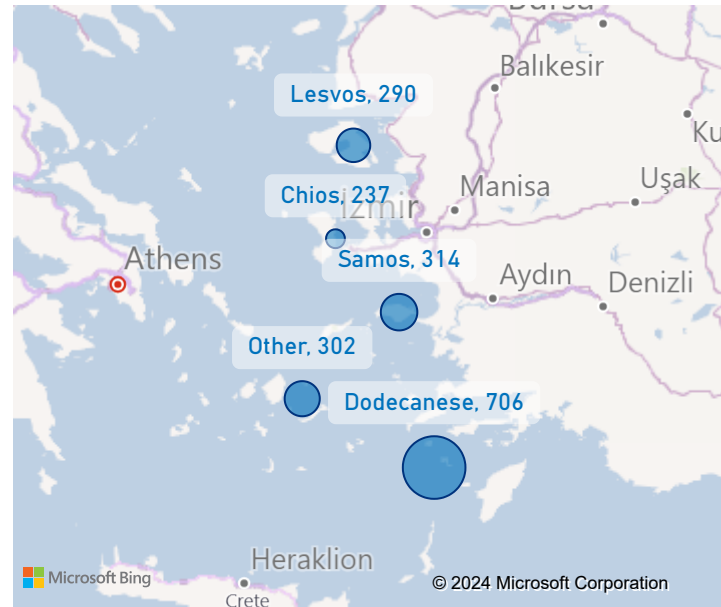 Bursa
Balıkesir
Lesvos, 290
Ku
Chios, 237
İzmir
Manisa
Uşak
Athens
Samos, 314
Aydın
Denizli
Other, 302
Dodecanese, 706
Heraklion
Microsoft Bing
© 2024 Microsoft Corporation
Crete